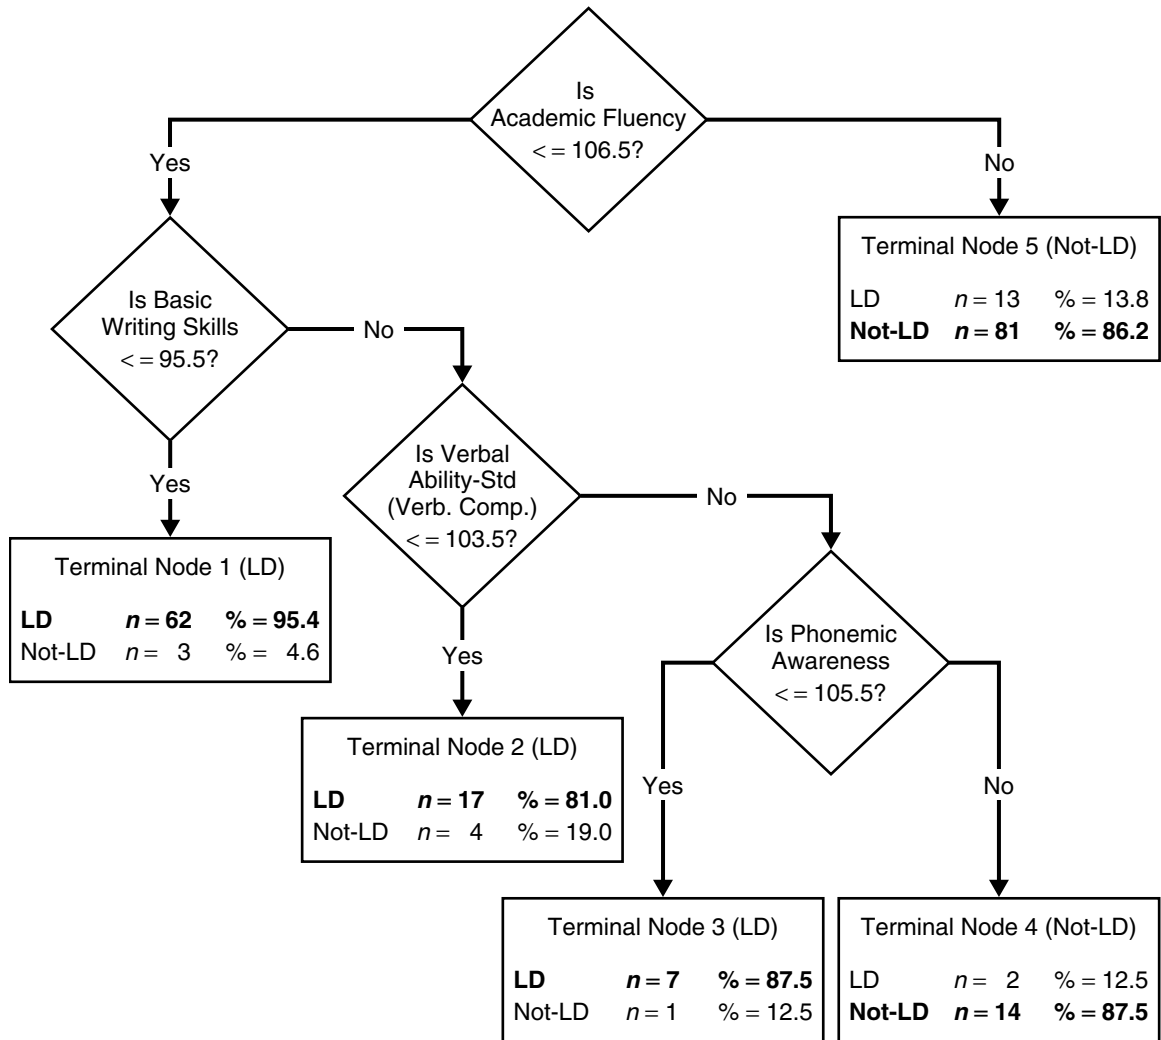 Is
Academic Fluency
< = 106.5?
Yes
No
Terminal Node 5 (Not-LD)
LD n = 13 % = 13.8
Not-LD n = 81 % = 86.2
Is Basic
Writing Skills
< = 95.5?
No
Yes
Is Verbal
Ability-Std
(Verb. Comp.)
< = 103.5?
No
Terminal Node 1 (LD)
LD n = 62 % = 95.4
Not-LD n = 3 % = 4.6
Yes
Is Phonemic
Awareness
< = 105.5?
Terminal Node 2 (LD)
LD n = 17 % = 81.0
Not-LD n = 4 % = 19.0
Yes
No
Terminal Node 3 (LD)
LD n = 7 % = 87.5
Not-LD n = 1 % = 12.5
Terminal Node 4 (Not-LD)
LD n = 2 % = 12.5
Not-LD n = 14 % = 87.5